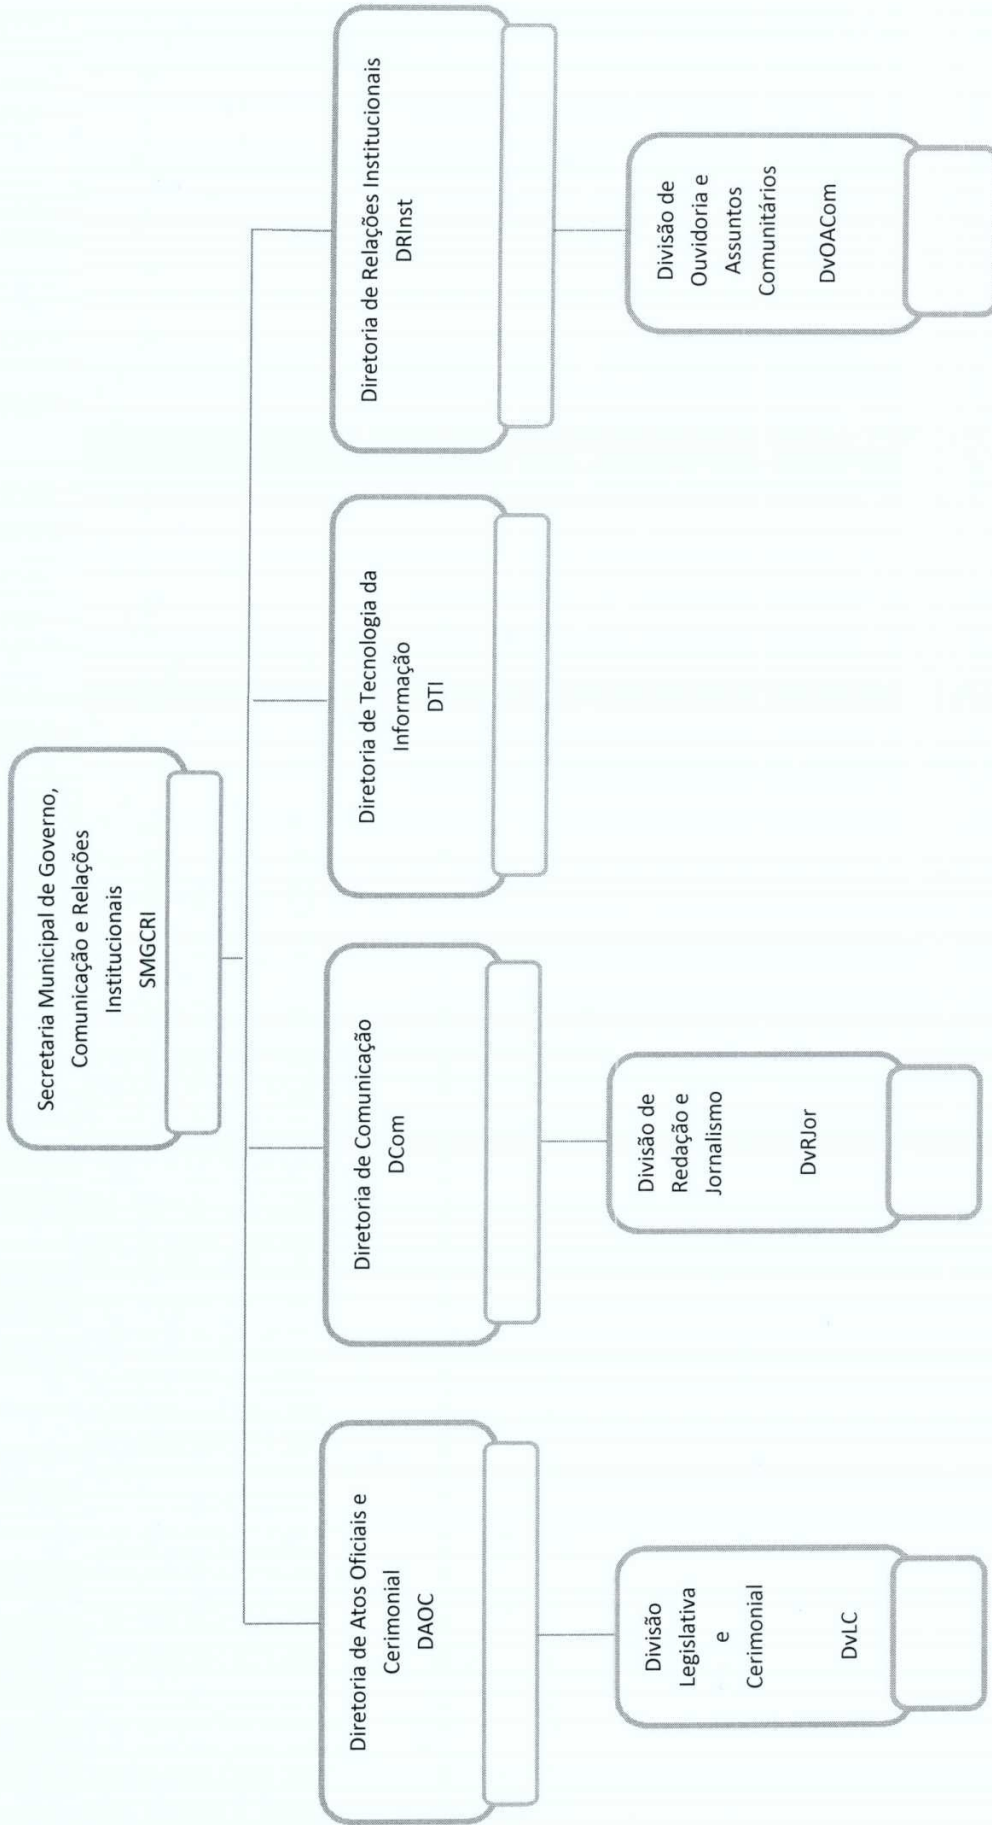 Secretaria Municipal de Governo,
Comunicação e Relações
Institucionais
SMGCRI
Diretoria de Atos Oficiais e
Cerimonial
DAOC
Diretoria de Comunicação
DCom
Diretoria de Tecnologia da
Informação
DTI
Diretoria de Relações Institucionais
DRInst
Divisão
Legislativa
e
Cerimonial
DvLC
Divisão de
Redação e
Jornalismo
DvRJor
Divisão de
Ouvidoria e
Assuntos
Comunitários
DvOACom